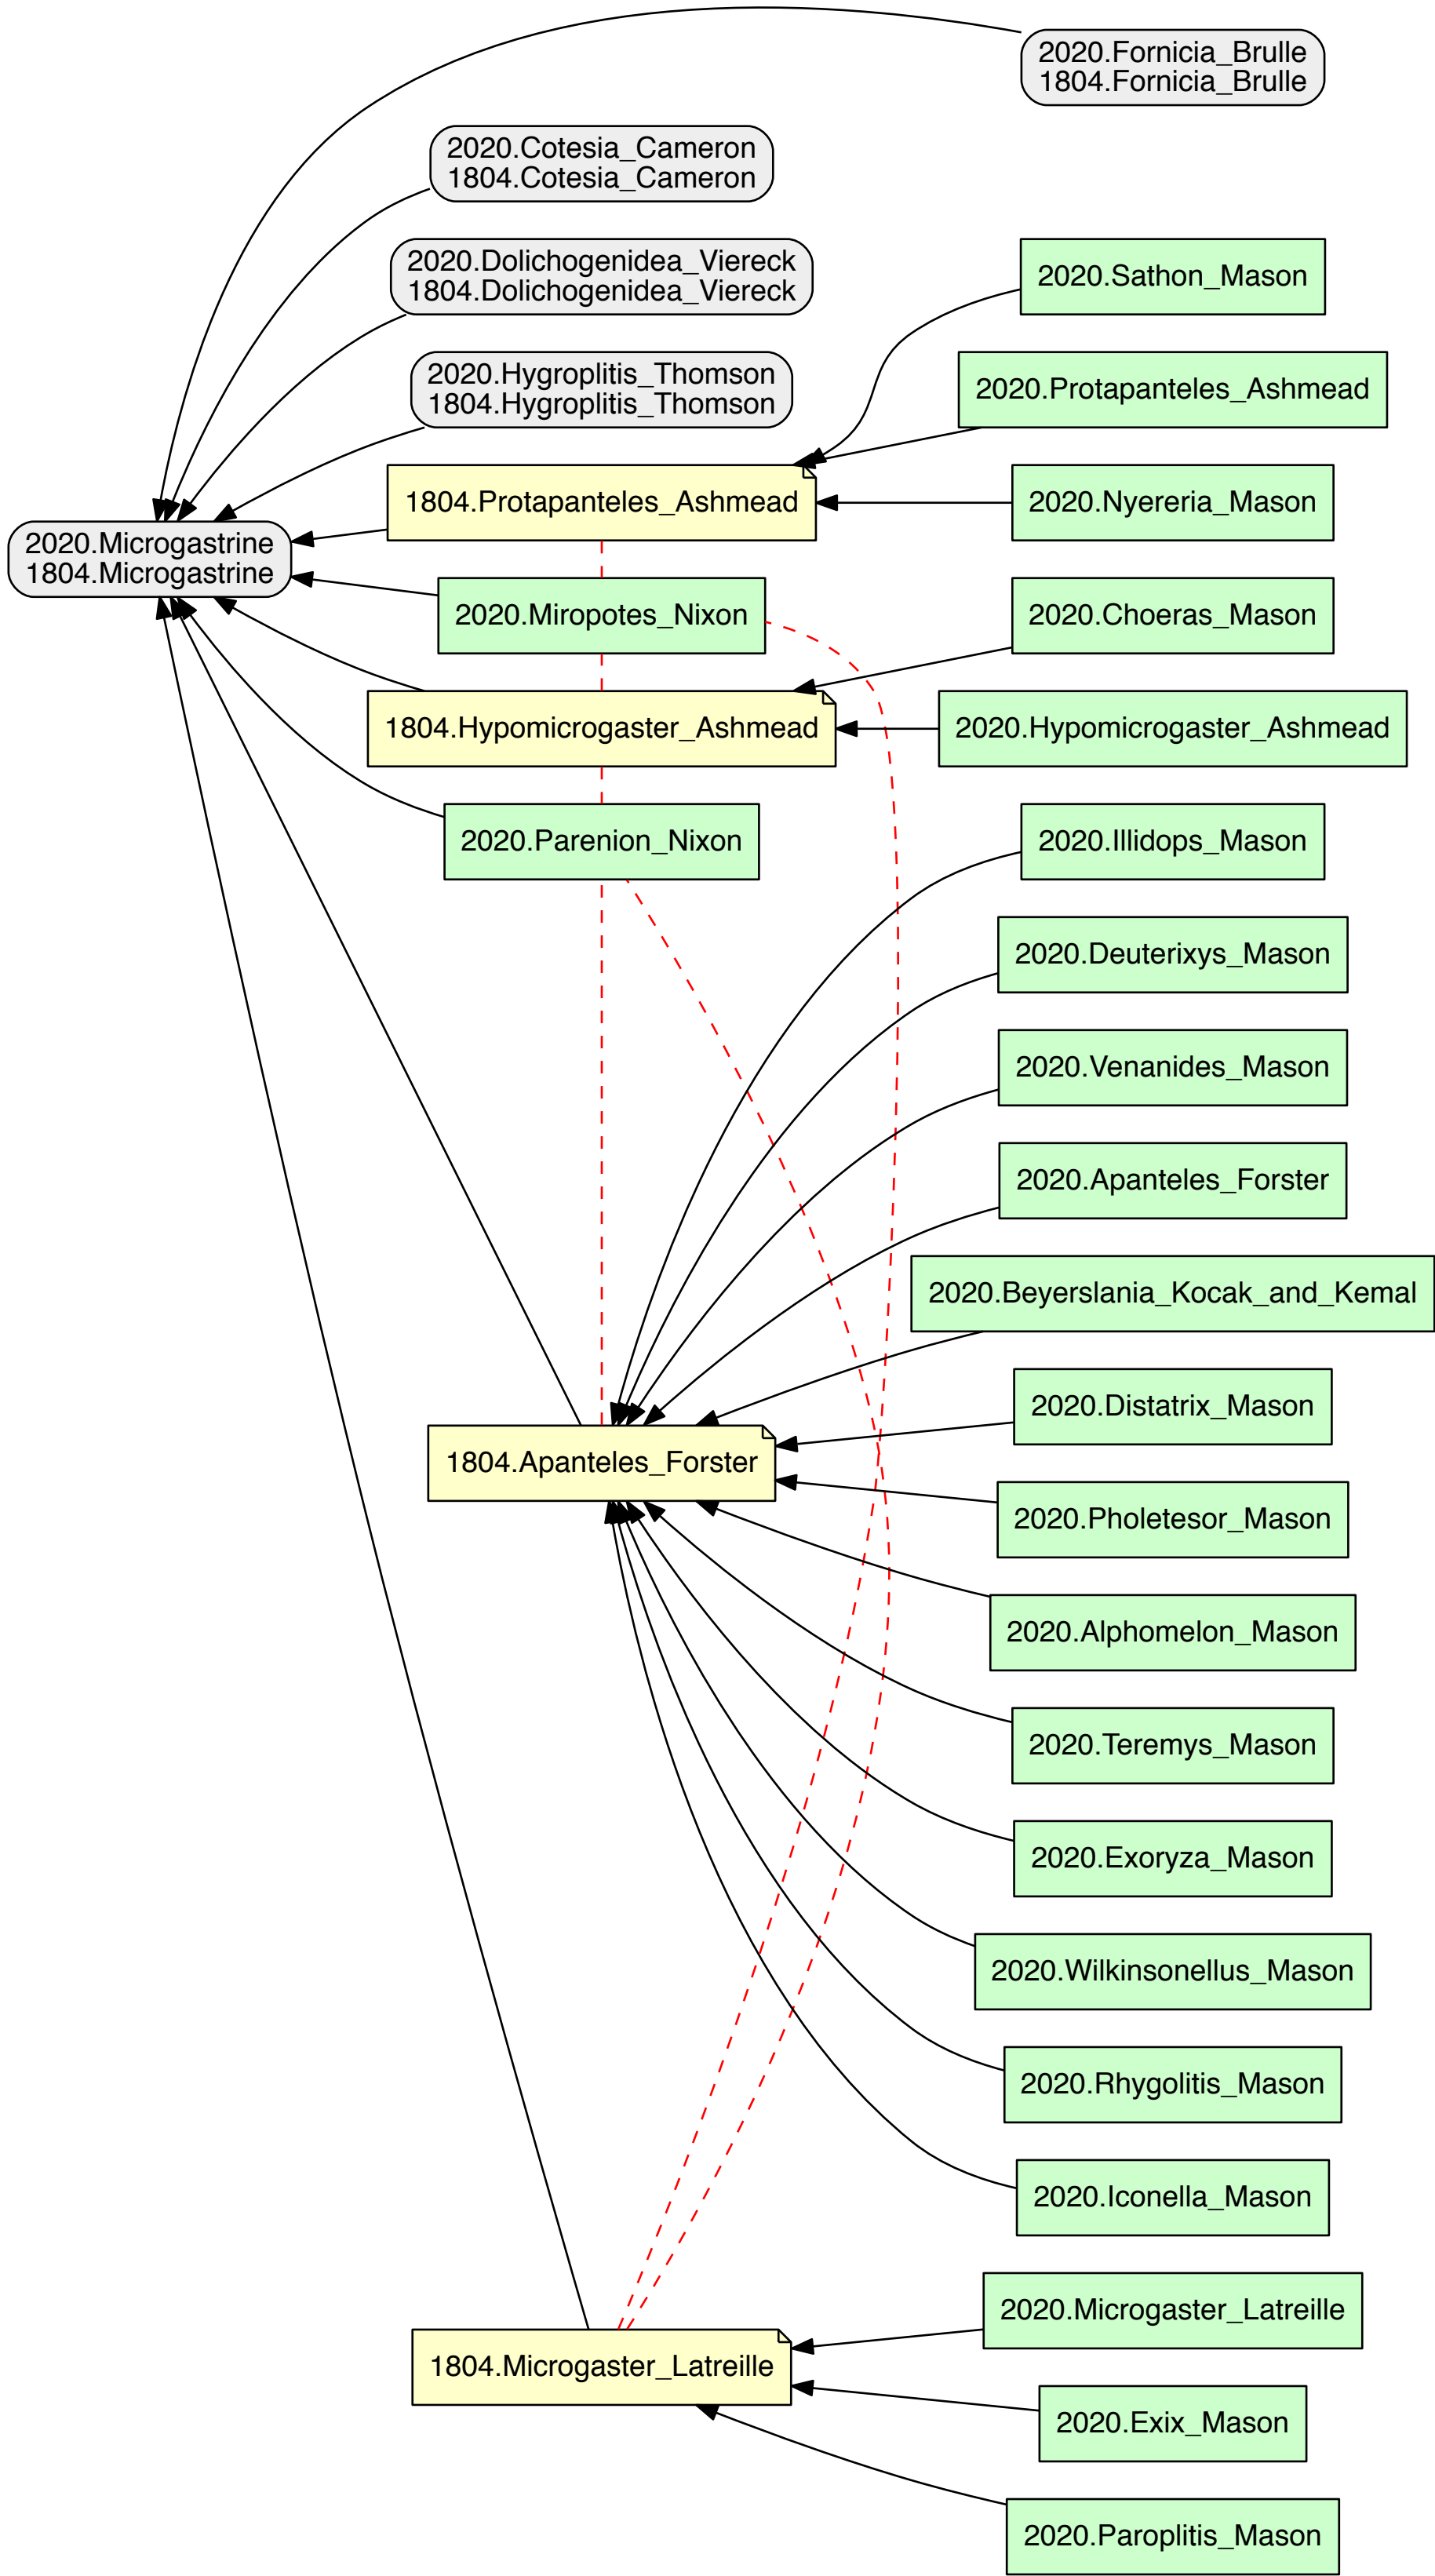 2020.Fornicia_Brulle
1804.Fornicia_Brulle
2020.Cotesia_Cameron
1804.Cotesia_Cameron
2020.Dolichogenidea_Viereck
1804.Dolichogenidea_Viereck
2020.Sathon_Mason
2020.Hygroplitis_Thomson
1804.Hygroplitis_Thomson
2020.Protapanteles_Ashmead
1804.Protapanteles_Ashmead
2020.Nyereria_Mason
2020.Microgastrine
1804.Microgastrine
2020.Miropotes_Nixon
2020.Choeras_Mason
1804.Hypomicrogaster_Ashmead
2020.Hypomicrogaster_Ashmead
2020.Parenion_Nixon
2020.Illidops_Mason
2020.Deuterixys_Mason
2020.Venanides_Mason
2020.Apanteles_Forster
2020.Beyerslania_Kocak_and_Kemal
2020.Distatrix_Mason
1804.Apanteles_Forster
2020.Pholetesor_Mason
2020.Alphomelon_Mason
2020.Teremys_Mason
2020.Exoryza_Mason
2020.Wilkinsonellus_Mason
2020.Rhygolitis_Mason
2020.Iconella_Mason
2020.Microgaster_Latreille
1804.Microgaster_Latreille
2020.Exix_Mason
2020.Paroplitis_Mason